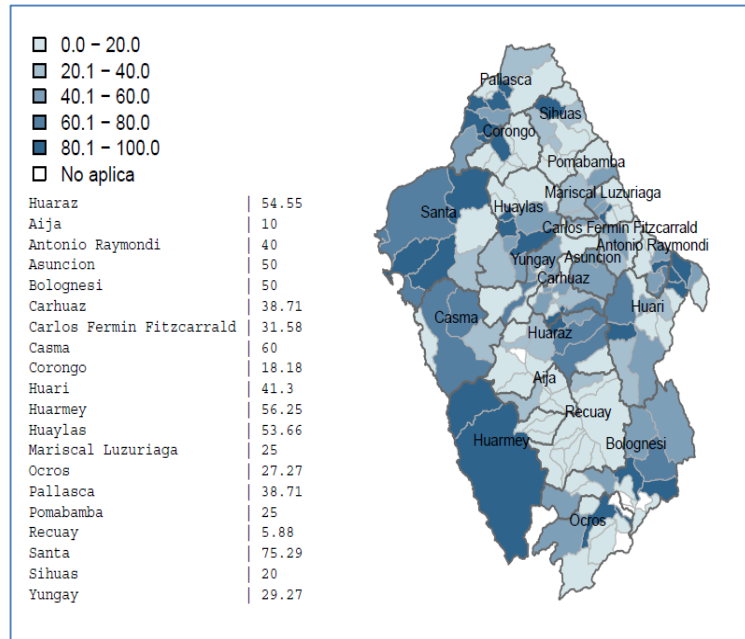 0.0 – 20.0
20.1 – 40.0
40.1 – 60.0
60.1 – 80.0
80.1 – 100.0
No aplica
Huaraz | 54.55
Aija | 10
Antonio Raymondi | 40
Asuncion | 50
Bolognesi | 50
Carhuaz | 38.71
Carlos Fermin Fitzcarrald | 31.58
Casma | 60
Corongo | 18.18
Huari | 41.3
Huarmey | 56.25
Huaylas | 53.66
Mariscal Luzuriaga | 25
Ocros | 27.27
Pallasca | 38.71
Pomabamba | 25
Recuay | 5.88
Santa | 75.29
Sihuas | 20
Yungay | 29.27
Pallasca
Sihuas
Corongo
Pomabamba
Mariscal Luzuriaga
Santa
Huaylas
Carlos Fermin Fitzcarrald
Antonio Raymondi
Yungay
Asuncion
Carhuaz
Huari
Casma
Huaraz
Aija
Recuay
Huarmey
Bolognesi
Ocros